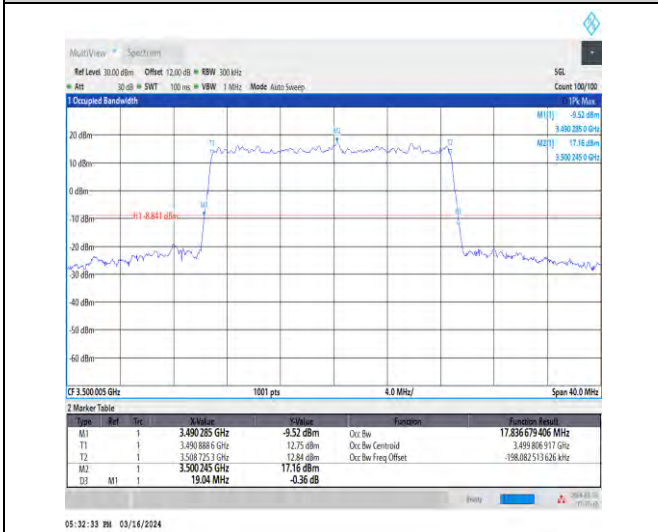 MultiView Spectrum
Ref Level 30.00 dBm Offset 12.00 dB RBW 300 kHz SGL
Att 30 dB SWT 100 ms VBW 1 MHz Mode Auto Sweep Count 100/100
1 Occupied Bandwidth 1Pk Max
M1[1] -9.52 dBm
3.490 285 0 GHz
M2[1] 17.16 dBm
3.500 245 0 GHz
20 dBm
T1 M2 T2
10 dBm
0 dBm
M1 D3
-10 dBm H1 -8.841 dBm
-20 dBm
-30 dBm
-40 dBm
-50 dBm
-60 dBm
CF 3.500 005 GHz 1001 pts 4.0 MHz/ Span 40.0 MHz
2 Marker Table
Type Ref Trc X-Value Y-Value Function Function Result
M1 1 3.490 285 GHz -9.52 dBm Occ Bw 17.836 679 406 MHz
T1 1 3.490 888 6 GHz 12.75 dBm Occ Bw Centroid 3.499 806 917 GHz
T2 1 3.508 725 3 GHz 12.84 dBm Occ Bw Freq Offset -198.082 513 626 kHz
M2 1 3.500 245 GHz 17.16 dBm
D3 M1 1 19.04 MHz -0.36 dB
05:32:33 PM 03/16/2024